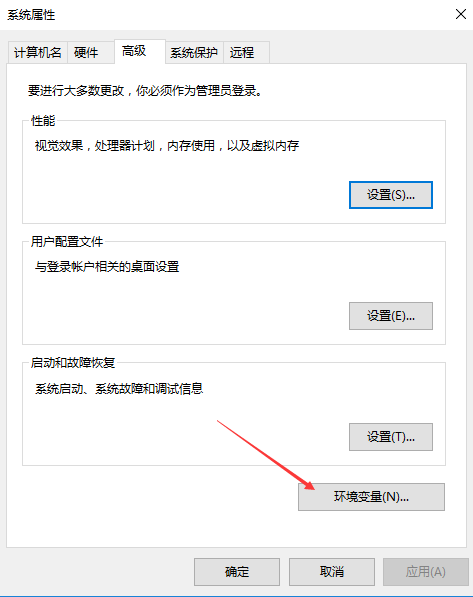 系统属性
计算机名 硬件 高级 系统保护 远程
要进行大多数更改，你必须作为管理员登录。
性能
视觉效果，处理器计划，内存使用，以及虚拟内存
设置(S)...
用户配置文件
与登录帐户相关的桌面设置
设置(E)...
启动和故障恢复
系统启动、系统故障和调试信息
设置(T)...
环境变量(N)...
确定 取消 应用(A)